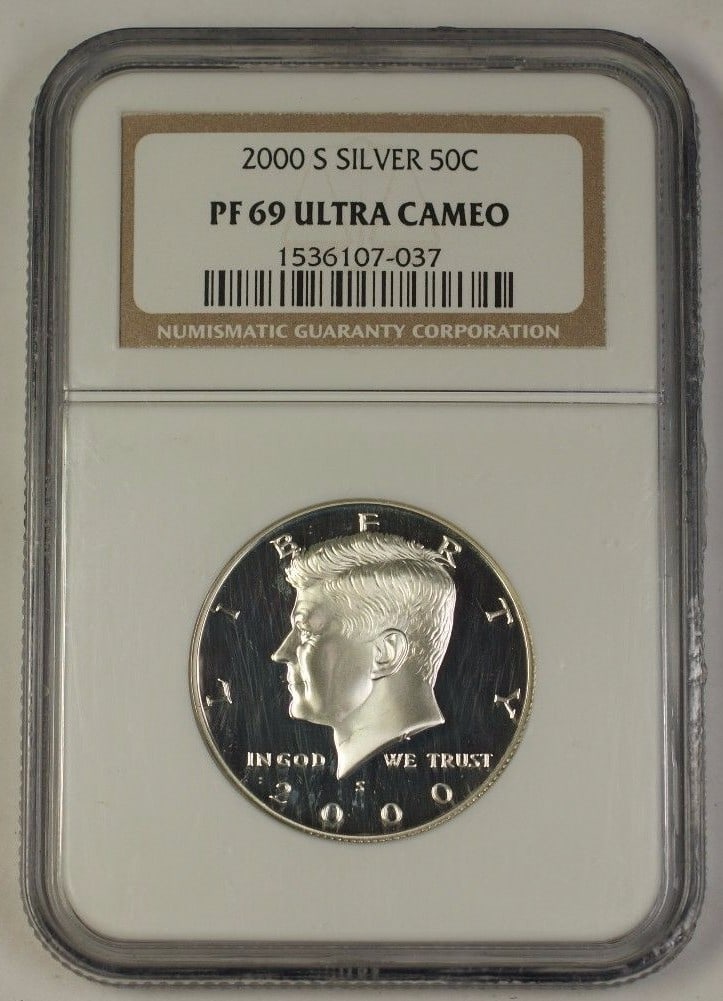 2000 S SILVER 50C
PF 69 ULTRA CAMEO
1536107-037
NUMISMATIC GUARANTY CORPORATION
LIBERTY
IN GOD WE TRUST
S
2000